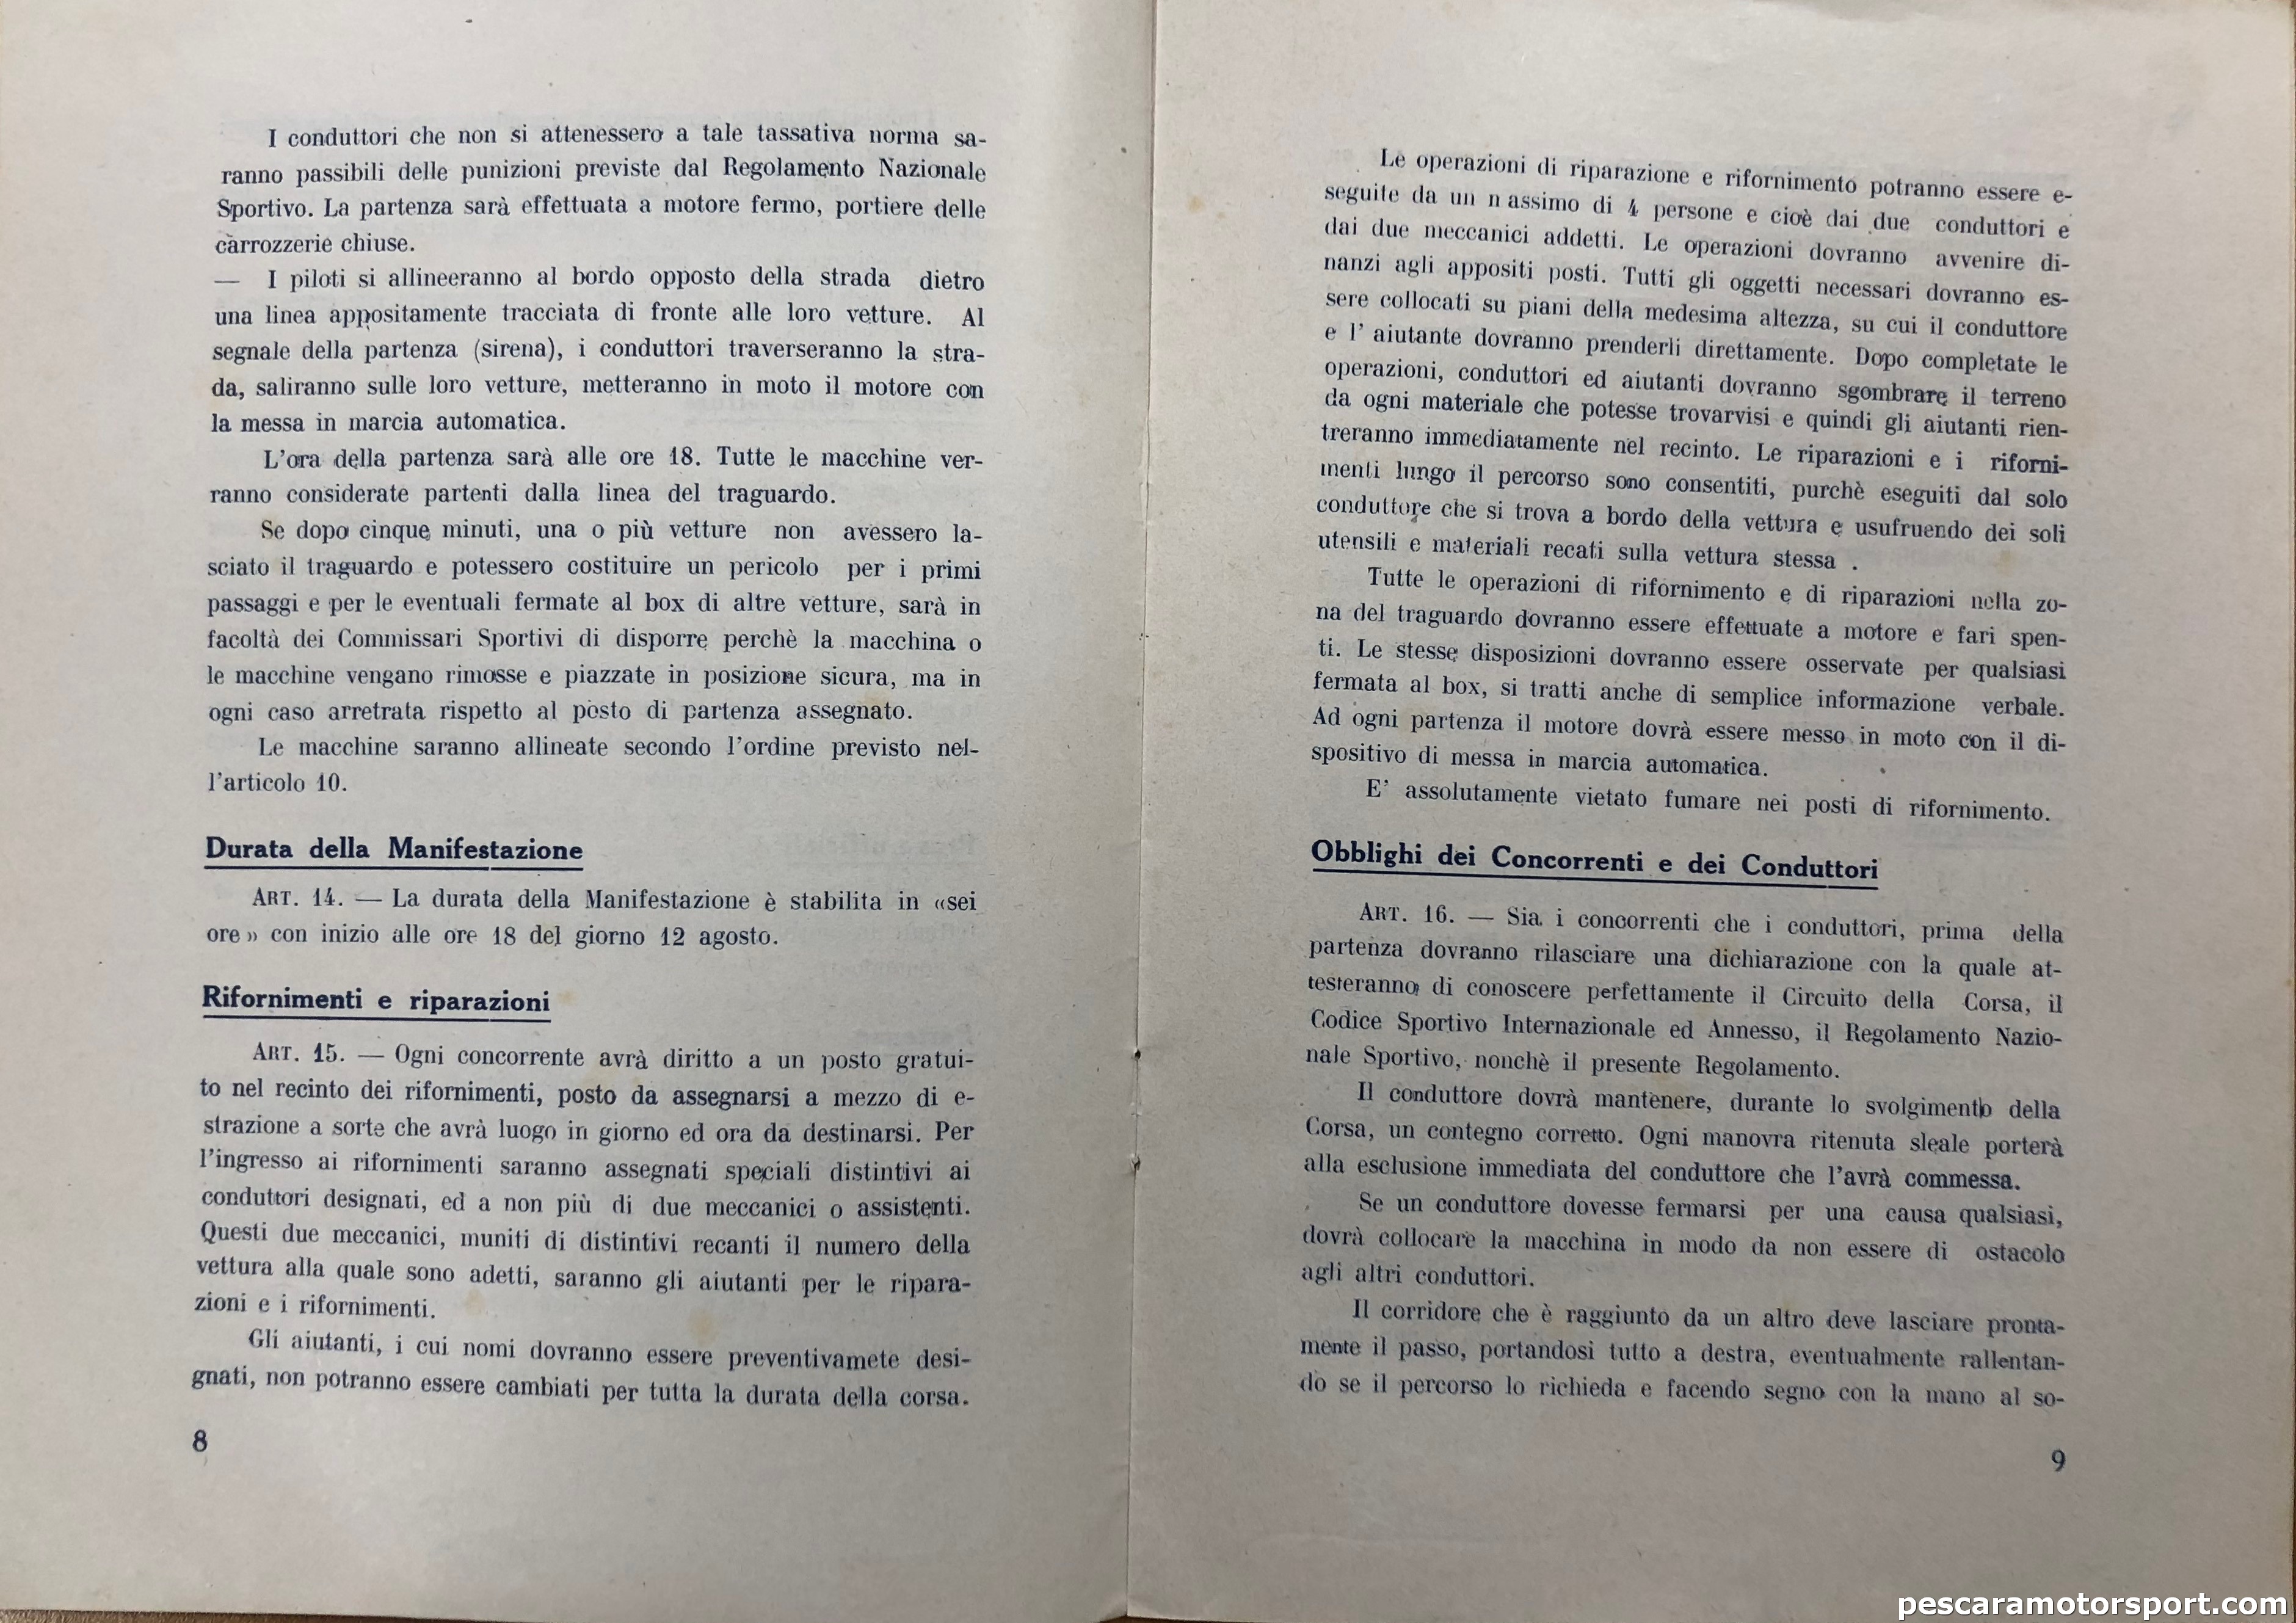 I conduttori che non si attenessero a tale tassativa norma sa-
ranno passibili delle punizioni previste dal Regolamento Nazionale
Sportivo. La partenza sarà effettuata a motore fermo, portiere delle
carrozzerie chiuse.
— I piloti si allineeranno al bordo opposto della strada dietro
una linea appositamente tracciata di fronte alle loro vetture. Al
segnale della partenza (sirena), i conduttori traverseranno la stra-
da, saliranno sulle loro vetture, metteranno in moto il motore con
la messa in marcia automatica.
L'ora della partenza sarà alle ore 18. Tutte le macchine ver-
ranno considerate partenti dalla linea del traguardo.
Se dopo cinque minuti, una o più vetture non avessero la-
sciato il traguardo e potessero costituire un pericolo per i primi
passaggi e per le eventuali fermate al box di altre vetture, sarà in
facoltà dei Commissari Sportivi di disporre perchè la macchina o
le macchine vengano rimosse e piazzate in posizione sicura, ma in
ogni caso arretrata rispetto al posto di partenza assegnato.
Le macchine saranno allineate secondo l'ordine previsto nel-
l'articolo 10.
Durata della Manifestazione
ART. 14. — La durata della Manifestazione è stabilita in «sei
ore» con inizio alle ore 18 del giorno 12 agosto.
Rifornimenti e riparazioni
ART. 15. — Ogni concorrente avrà diritto a un posto gratui-
to nel recinto dei rifornimenti, posto da assegnarsi a mezzo di e-
strazione a sorte che avrà luogo in giorno ed ora da destinarsi. Per
l'ingresso ai rifornimenti saranno assegnati speciali distintivi ai
conduttori designati, ed a non più di due meccanici o assistenti.
Questi due meccanici, muniti di distintivi recanti il numero della
vettura alla quale sono adetti, saranno gli aiutanti per le ripara-
zioni e i rifornimenti.
Gli aiutanti, i cui nomi dovranno essere preventivamete desi-
gnati, non potranno essere cambiati per tutta la durata della corsa.
8
Le operazioni di riparazione e rifornimento potranno essere e-
seguite da un n assimo di 4 persone e cioè dai due conduttori e
dai due meccanici addetti. Le operazioni dovranno avvenire di-
nanzi agli appositi posti. Tutti gli oggetti necessari dovranno es-
sere collocati su piani della medesima altezza, su cui il conduttore
e l' aiutante dovranno prenderli direttamente. Dopo completate le
operazioni, conduttori ed aiutanti dovranno sgombrare il terreno
da ogni materiale che potesse trovarvisi e quindi gli aiutanti rien-
treranno immediatamente nel recinto. Le riparazioni e i riforni-
menti lungo il percorso sono consentiti, purchè eseguiti dal solo
conduttore che si trova a bordo della vettura e usufruendo dei soli
utensili e materiali recati sulla vettura stessa .
Tutte le operazioni di rifornimento e di riparazioni nella zo-
na del traguardo dovranno essere effettuate a motore e fari spen-
ti. Le stesse disposizioni dovranno essere osservate per qualsiasi
fermata al box, si tratti anche di semplice informazione verbale.
Ad ogni partenza il motore dovrà essere messo in moto con il di-
spositivo di messa in marcia automatica.
E' assolutamente vietato fumare nei posti di rifornimento.
Obblighi dei Concorrenti e dei Conduttori
ART. 16. — Sia i concorrenti che i conduttori, prima della
partenza dovranno rilasciare una dichiarazione con la quale at-
testeranno di conoscere perfettamente il Circuito della Corsa, il
Codice Sportivo Internazionale ed Annesso, il Regolamento Nazio-
nale Sportivo, nonchè il presente Regolamento.
Il conduttore dovrà mantenere, durante lo svolgimento della
Corsa, un contegno corretto. Ogni manovra ritenuta sleale porterà
alla esclusione immediata del conduttore che l'avrà commessa.
Se un conduttore dovesse fermarsi per una causa qualsiasi,
dovrà collocare la macchina in modo da non essere di ostacolo
agli altri conduttori.
Il corridore che è raggiunto da un altro deve lasciare pronta-
mente il passo, portandosi tutto a destra, eventualmente rallentan-
do se il percorso lo richieda e facendo segno con la mano al so-
9
pescaramotorsport.com